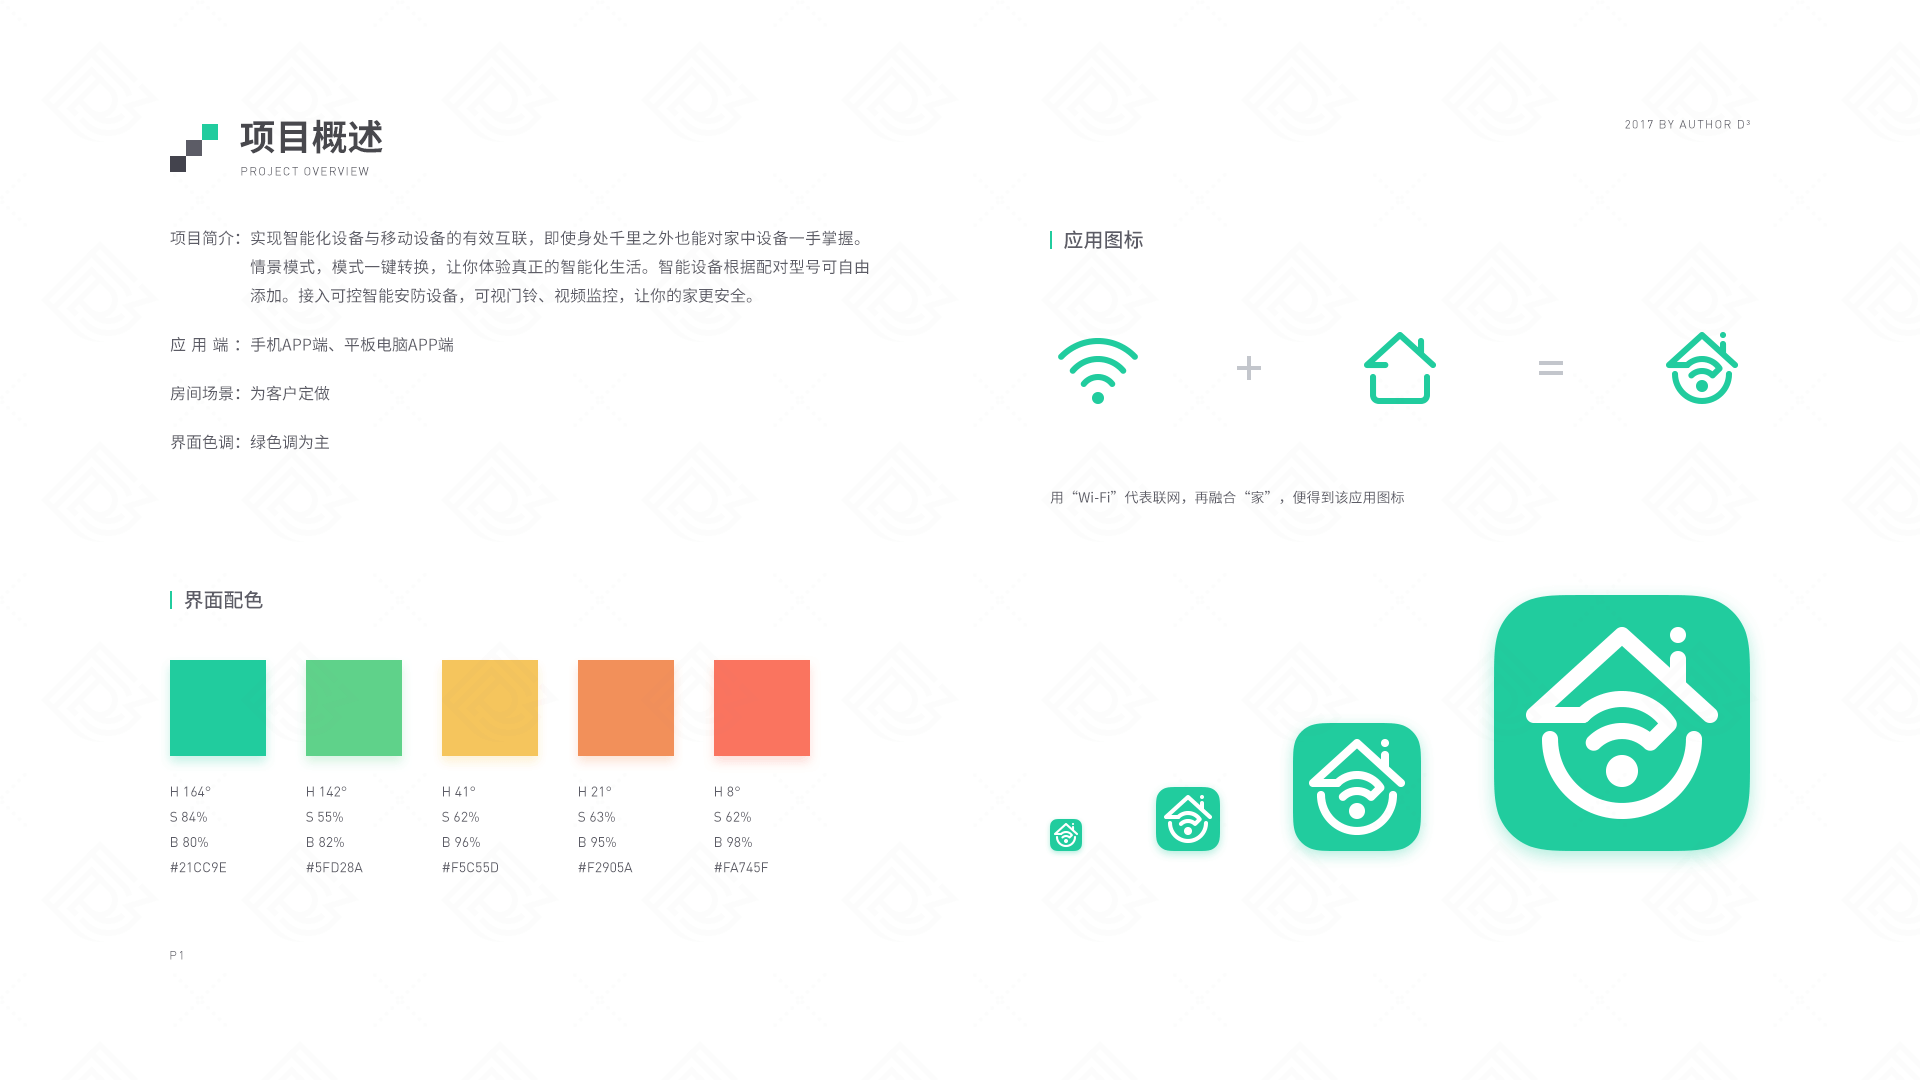 项目概述
PROJECT OVERVIEW
2017 BY AUTHOR D³
项目简介：实现智能化设备与移动设备的有效互联，即使身处千里之外也能对家中设备一手掌握。
情景模式，模式一键转换，让你体验真正的智能化生活。智能设备根据配对型号可自由
添加。接入可控智能安防设备，可视门铃、视频监控，让你的家更安全。
应 用 端 ：手机APP端、平板电脑APP端
房间场景：为客户定做
界面色调：绿色调为主
应用图标
用“Wi-Fi”代表联网，再融合“家”，便得到该应用图标
界面配色
H 164°
S 84%
B 80%
#21CC9E
H 142°
S 55%
B 82%
#5FD28A
H 41°
S 62%
B 96%
#F5C55D
H 21°
S 63%
B 95%
#F2905A
H 8°
S 62%
B 98%
#FA745F
P1